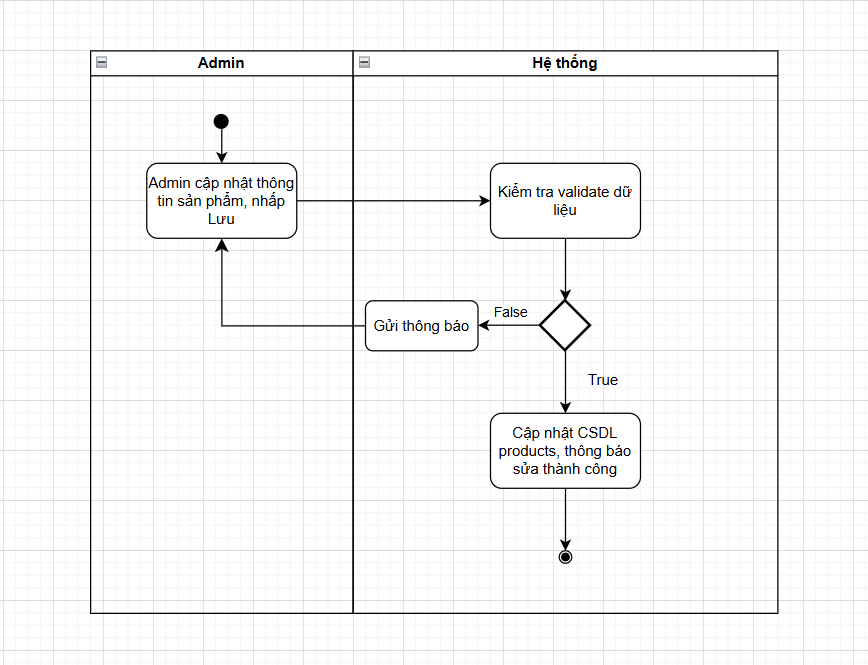 Admin
Hệ thống
Admin cập nhật thông
tin sản phẩm, nhấp
Lưu
Kiểm tra validate dữ
liệu
False
Gửi thông báo
True
Cập nhật CSDL
products, thông báo
sửa thành công